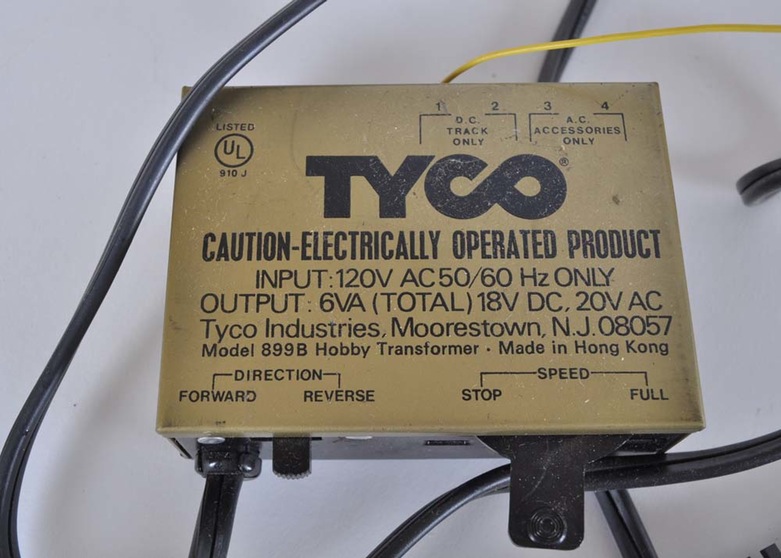 1 2 3 4
D.C. TRACK ONLY
A.C. ACCESSORIES ONLY
LISTED
UL
910 J
TYCO®
CAUTION-ELECTRICALLY OPERATED PRODUCT
INPUT: 120V AC 50/60 Hz ONLY
OUTPUT: 6VA (TOTAL) 18V DC, 20V AC
Tyco Industries, Moorestown, N.J. 08057
Model 899B Hobby Transformer · Made in Hong Kong
DIRECTION SPEED
FORWARD REVERSE STOP FULL